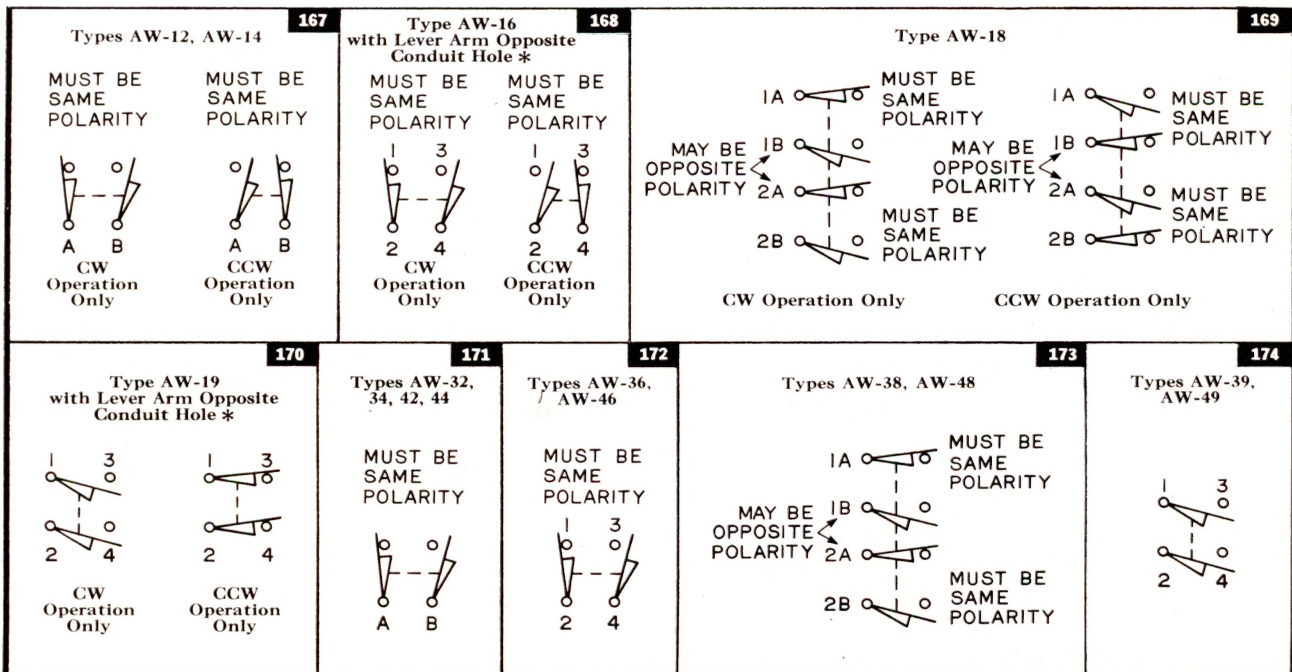 167
Types AW-12, AW-14
MUST BE
SAME
POLARITY
MUST BE
SAME
POLARITY
A B
CW
Operation
Only
A B
CCW
Operation
Only
168
Type AW-16
with Lever Arm Opposite
Conduit Hole *
MUST BE
SAME
POLARITY
MUST BE
SAME
POLARITY
1 3
2 4
CW
Operation
Only
1 3
2 4
CCW
Operation
Only
169
Type AW-18
1A
MUST BE
SAME
POLARITY
1B
MAY BE
OPPOSITE
POLARITY
2A
MUST BE
SAME
POLARITY
2B
CW Operation Only
1A
MUST BE
SAME
POLARITY
1B
MAY BE
OPPOSITE
POLARITY
2A
MUST BE
SAME
POLARITY
2B
CCW Operation Only
170
Type AW-19
with Lever Arm Opposite
Conduit Hole *
1 3
2 4
CW
Operation
Only
1 3
2 4
CCW
Operation
Only
171
Types AW-32,
34, 42, 44
MUST BE
SAME
POLARITY
A B
172
Types AW-36,
AW-46
MUST BE
SAME
POLARITY
1 3
2 4
173
Types AW-38, AW-48
1A
MUST BE
SAME
POLARITY
1B
MAY BE
OPPOSITE
POLARITY
2A
MUST BE
SAME
POLARITY
2B
174
Types AW-39,
AW-49
1 3
2 4